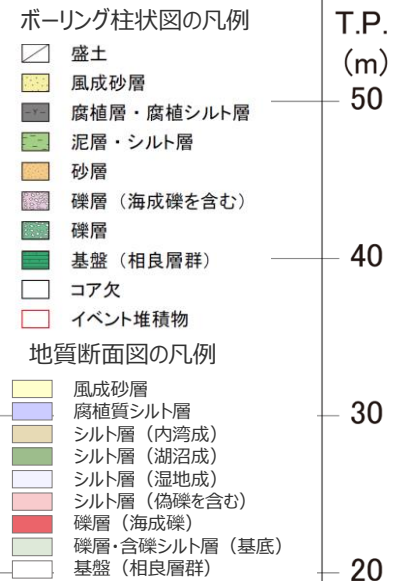 ボーリング柱状図の凡例
盛土
風成砂層
腐植層・腐植シルト層
泥層・シルト層
砂層
礫層（海成礫を含む）
礫層
基盤（相良層群）
コア欠
イベント堆積物
地質断面図の凡例
風成砂層
腐植質シルト層
シルト層（内湾成）
シルト層（湖沼成）
シルト層（湿地成）
シルト層（偽礫を含む）
礫層（海成礫）
礫層・含礫シルト層（基底）
基盤（相良層群）
T.P.
(m)
50
40
30
20